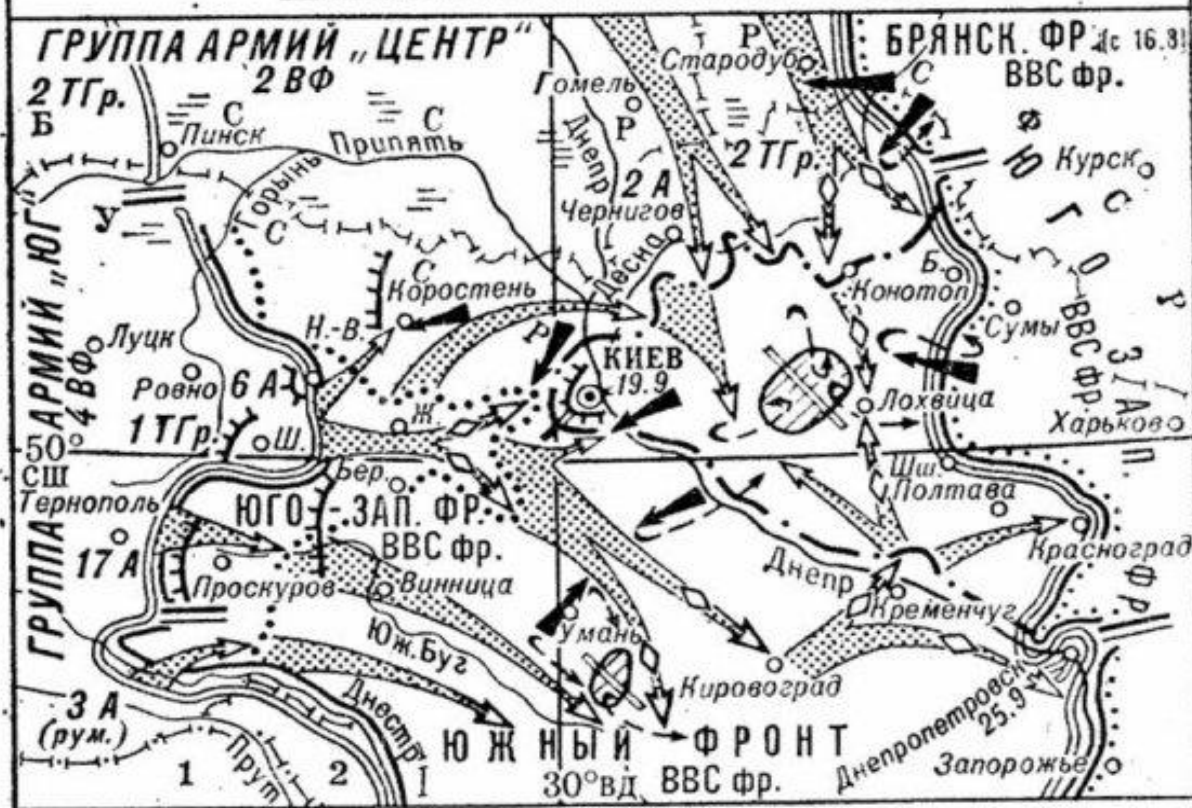 ГРУППА АРМИЙ „ЦЕНТР“
2 ВФ
2 ТГр.
Б
Пинск
С
С
Припять
Горынь
С
У
ГРУППА АРМИЙ „ЮГ“
4 ВФ
Луцк
Ровно
6 А
1 ТГр.
Ш.
Н.-В.
С
Коростень
Ж.
50°
СШ
Тернополь
17 А
Проскуров
Бер.
ЮГО-ЗАП. ФР.
ВВС фр.
Винница
Юж. Буг
Днестр
3 А
(рум.)
Прут
1
2
I
Гомель
Р
Днепр
Р
2 А
Чернигов
Десна
Р
КИЕВ
19.9
Стародуб
С
2 ТГр.
БРЯНСК. ФР. (с 16.8)
ВВС фр.
Курск
Б.
Конотоп
Сумы
ВВС фр.
ЮГО-ЗАП. ФР.
С
Р
Ф
Лохвица
Харьков
Шш.
Полтава
Красноград
Днепр
Кременчуг
Умань
Кировоград
Днепропетровск
25.9
Запорожье
ЮЖНЫЙ ФРОНТ
ВВС фр.
30°вд